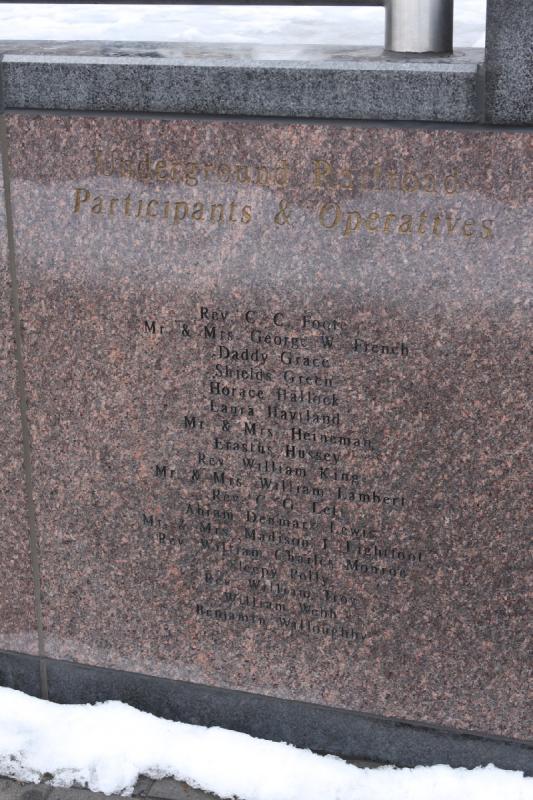 Underground Railroad
Participants & Operatives
Rev. C. C. Foote
Mr. & Mrs. George W. French
Daddy Grace
Shields Green
Horace Hallock
Laura Haviland
Mr. & Mrs. Heineman
Erastus Hussey
Rev. William King
Mr. & Mrs. William Lambert
Rev. C. O.
Abram Denmark Lewis
Mr. & Mrs. Madison J. Lightfoot
Rev. William Charles Monroe
Sleepy Polly
Rev. William Troy
William Webb
Benjamin Willoughby